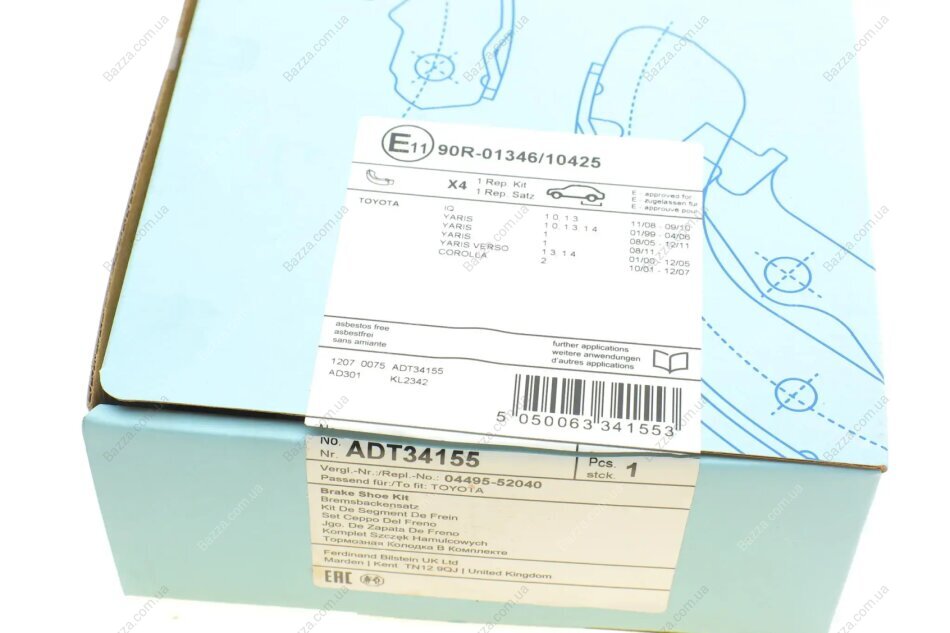 E11 90R-01346/10425
X4 1 Rep. Kit
1 Rep. Satz
E - approved for
E - zugelassen für
E - approuvé pour
TOYOTA
IQ 10 13 11/08 - 09/10
YARIS 10 13 14 01/99 - 04/06
YARIS 1 08/05 - 12/11
YARIS 1 08/11 -
YARIS VERSO 13 14 01/00 - 12/05
COROLLA 2 10/01 - 12/07
asbestos free
asbestfrei
sans amiante
further applications
weitere anwendungen
d'autres applications
1207 0075 ADT34155
AD301 KL2342
5 050063 341553
No. ADT34155
Nr.
Pcs. 1
stck.
Vergl.-Nr.:/Repl.-No.: 04495-52040
Passend für:/To fit: TOYOTA
Brake Shoe Kit
Bremsbackensatz
Kit De Segment De Frein
Set Ceppo Del Freno
Jgo. De Zapata De Freno
Komplet Szczęk Hamulcowych
Тормозная Колодка В Комплекте
Ferdinand Bilstein UK Ltd
Marden | Kent TN12 9QJ | United Kingdom
EAC
Bazza.com.ua